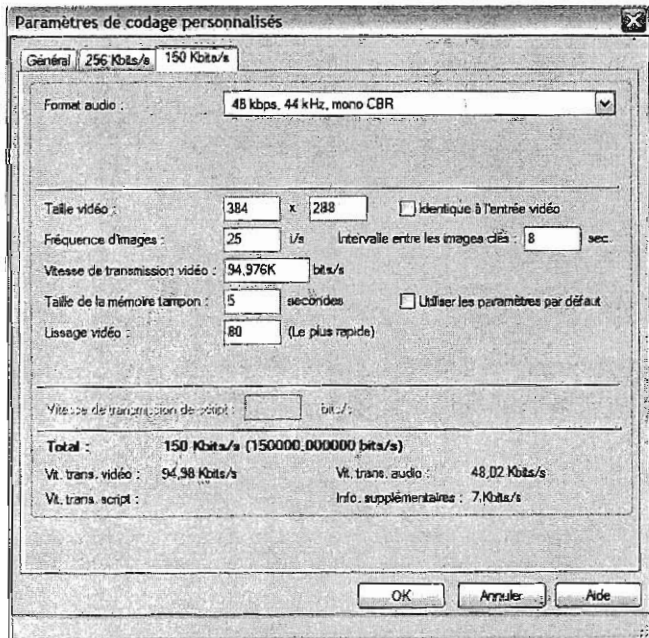 Paramètres de codage personnalisés
Général 256 Kbits/s 150 Kbits/s
Format audio : 48 kbps, 44 kHz, mono CBR
Taille vidéo : 384 x 288 Identique à l'entrée vidéo
Fréquence d'images : 25 i/s Intervalle entre les images clés : 8 sec.
Vitesse de transmission vidéo : 94,976K bits/s
Taille de la mémoire tampon : 5 secondes Utiliser les paramètres par défaut
Lissage vidéo : 80 (Le plus rapide)
Vitesse de transmission de script : bits/s
Total : 150 Kbits/s (150000,000000 bits/s)
Vit. trans. vidéo : 94,98 Kbits/s Vit. trans. audio : 48,02 Kbits/s
Vit. trans. script : Info. supplémentaires : 7 Kbits/s
OK Annuler Aide